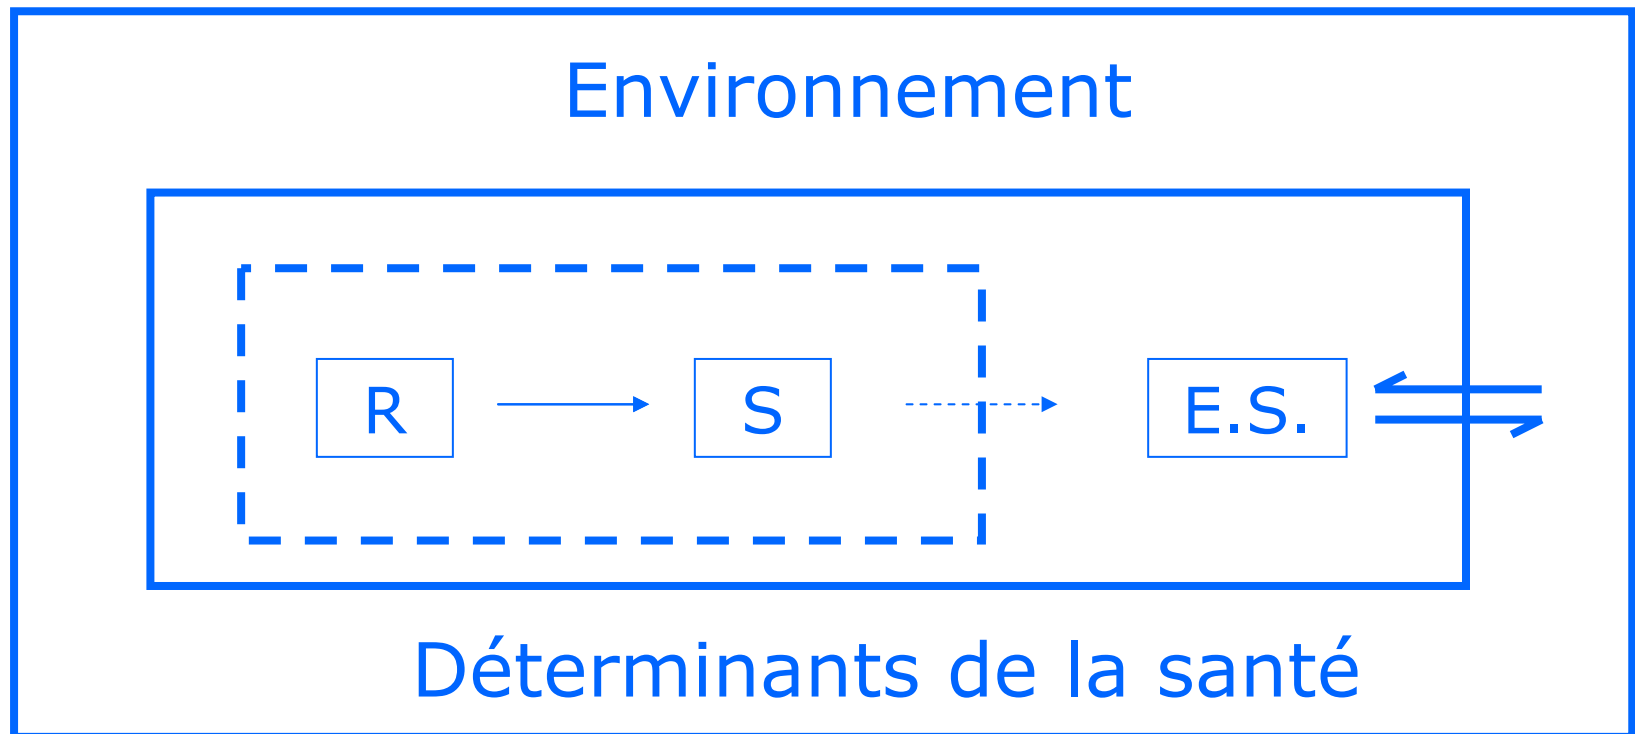 Environnement
R S E.S.
Déterminants de la santé